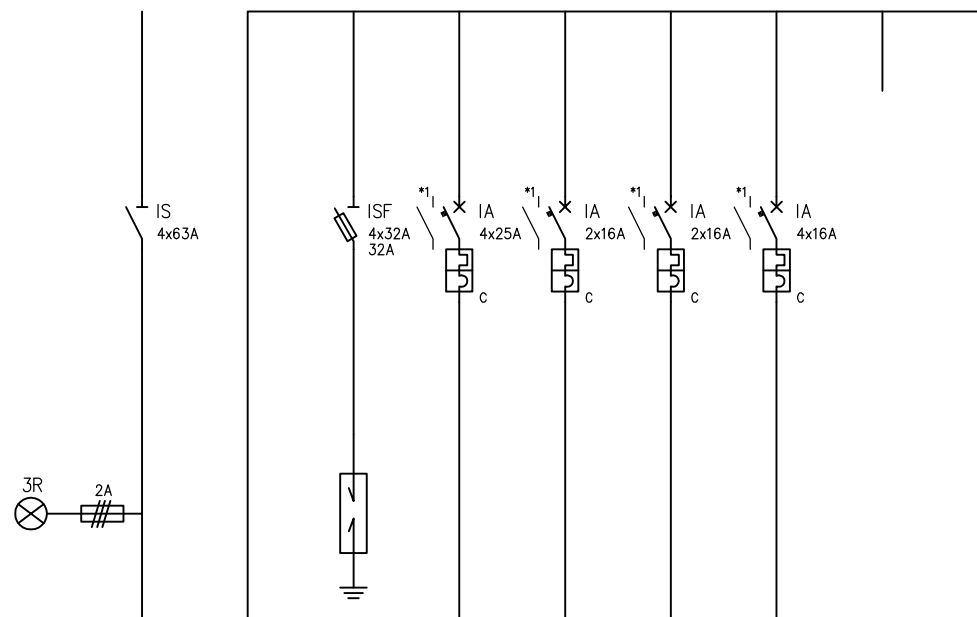 IS
4x63A
ISF
4x32A
32A
*1
IA
4x25A
C
*1
IA
2x16A
C
*1
IA
2x16A
C
*1
IA
4x16A
C
3R
2A